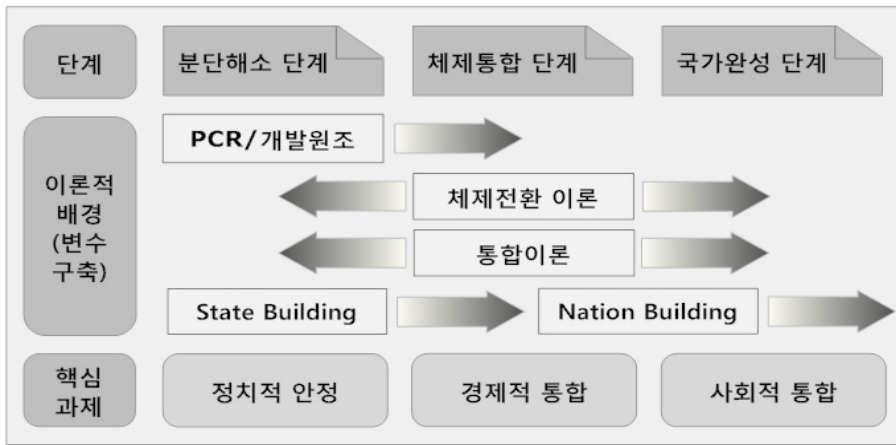 단계
분단해소 단계
체제통합 단계
국가완성 단계
이론적
배경
(변수
구축)
PCR/개발원조
체제전환 이론
통합이론
State Building
Nation Building
핵심
과제
정치적 안정
경제적 통합
사회적 통합